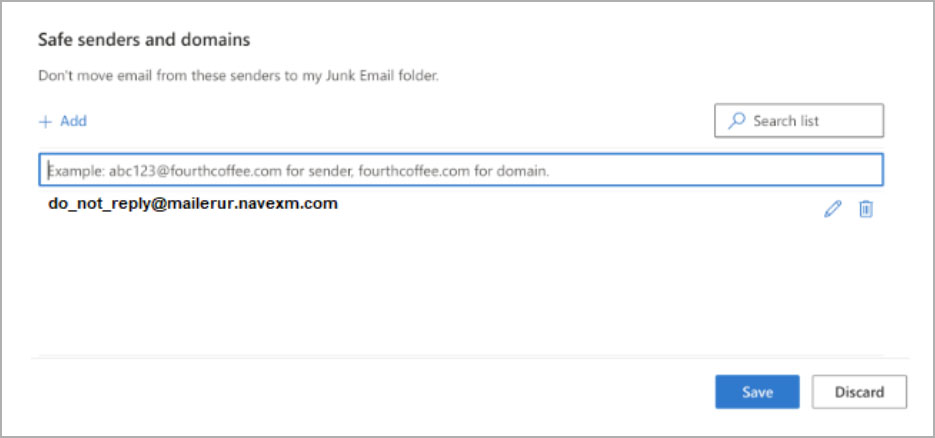 Safe senders and domains
Don't move email from these senders to my Junk Email folder.
+ Add
Search list
Example: abc123@fourthcoffee.com for sender, fourthcoffee.com for domain.
do_not_reply@mailerur.navexm.com
Save
Discard